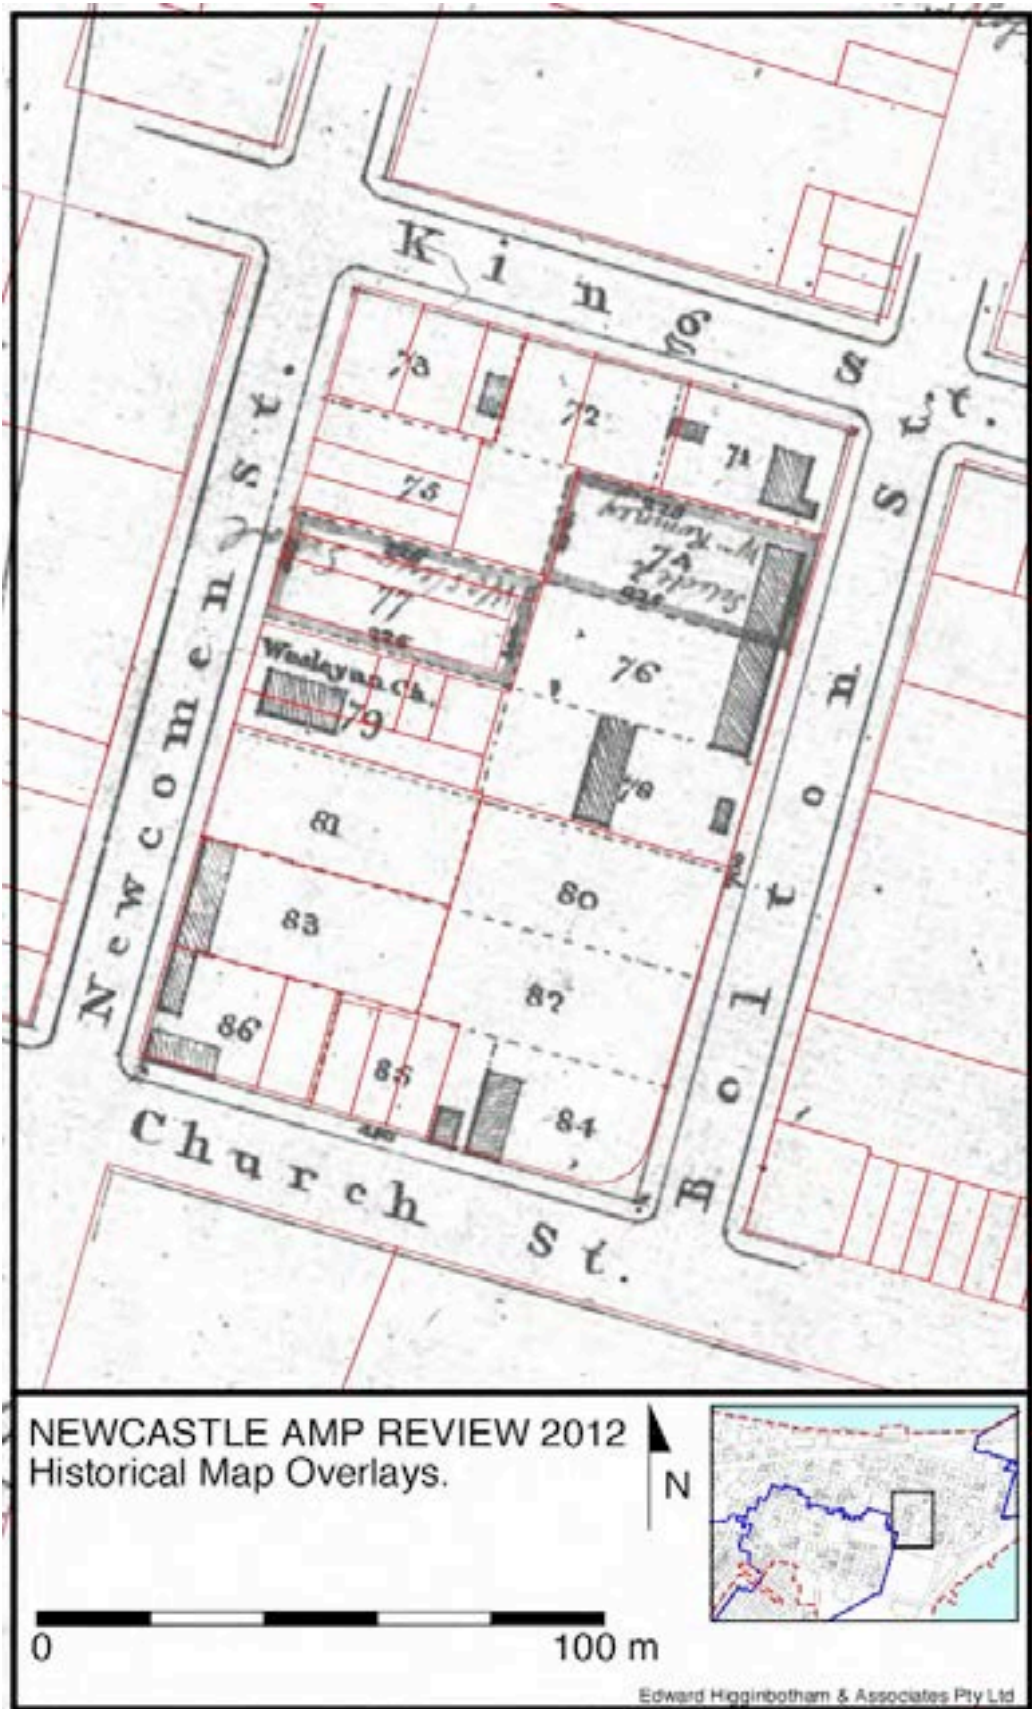 Kings St.
Newcomen St.
Bolton St.
Church St.
73
72
71
75
74
77
76
Wesleyan Ch.
79
78
81
80
83
82
86
85
84
NEWCASTLE AMP REVIEW 2012
Historical Map Overlays.
N
0
100 m
Edward Higginbotham & Associates Pty Ltd